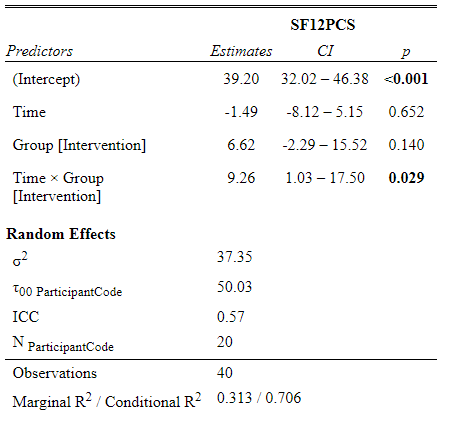 SF12PCS
Predictors Estimates CI p
(Intercept) 39.20 32.02 – 46.38 <0.001
Time -1.49 -8.12 – 5.15 0.652
Group [Intervention] 6.62 -2.29 – 15.52 0.140
Time × Group 9.26 1.03 – 17.50 0.029
[Intervention]
Random Effects
σ2 37.35
τ00 ParticipantCode 50.03
ICC 0.57
N ParticipantCode 20
Observations 40
Marginal R2 / Conditional R2 0.313 / 0.706